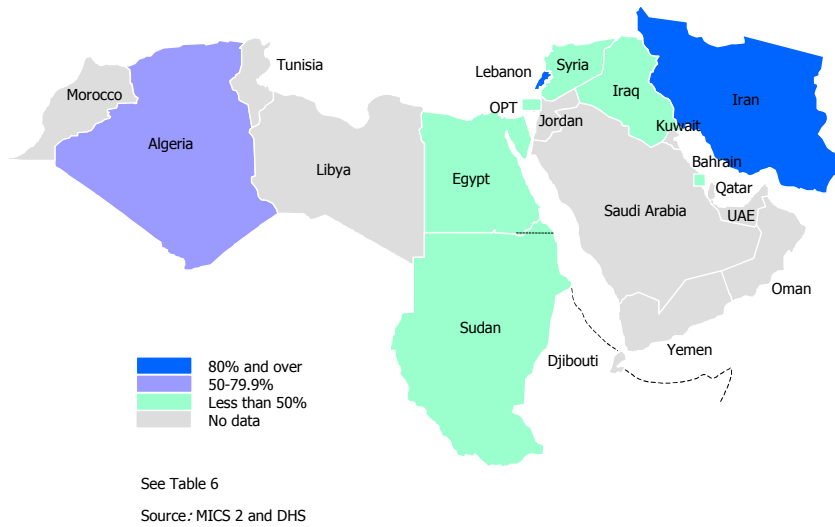 Tunisia
Lebanon
Syria
Morocco
Iraq
Iran
OPT
Jordan
Kuwait
Algeria
Libya
Egypt
Bahrain
Qatar
Saudi Arabia
UAE
Oman
Sudan
Yemen
Djibouti
80% and over
50-79.9%
Less than 50%
No data
See Table 6
Source: MICS 2 and DHS